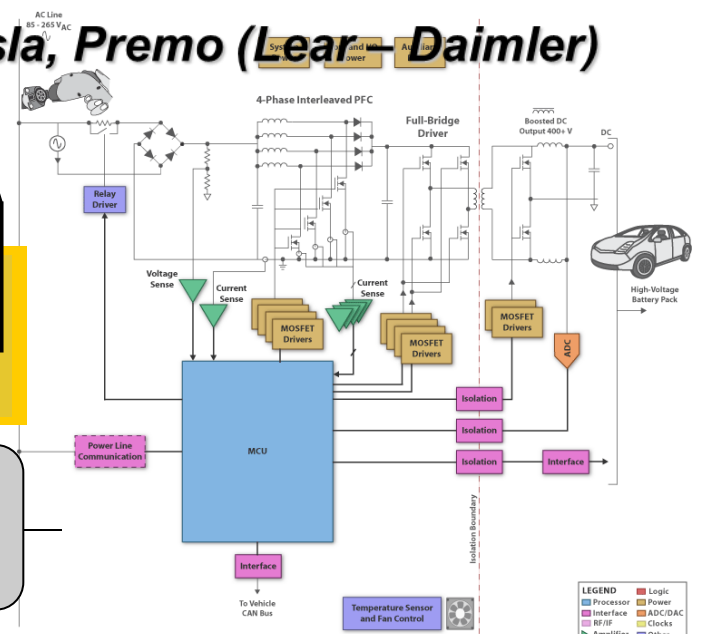 AC Line
85 - 265 VAC
sla, Premo (Lear – Daimler)
4-Phase Interleaved PFC
Full-Bridge
Driver
Boosted DC
Output 400+ V
DC
Relay
Driver
Voltage
Sense
Current
Sense
Current
Sense
High-Voltage
Battery Pack
MOSFET
Drivers
MOSFET
Drivers
MOSFET
Drivers
ADC
Isolation
Isolation
Isolation
Interface
Power Line
Communication
MCU
Isolation Boundary
Interface
To Vehicle
CAN Bus
Temperature Sensor
and Fan Control
LEGEND
Processor
Interface
RF/IF
Amplifier
Logic
Power
ADC/DAC
Clocks
Other